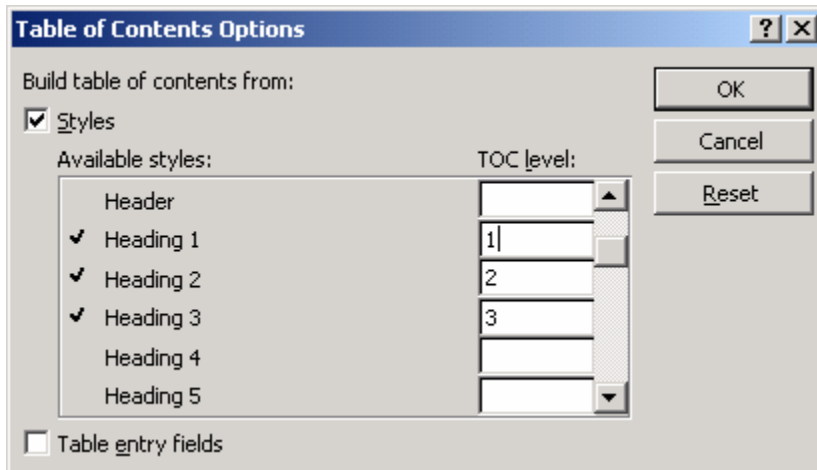 Table of Contents Options
Build table of contents from:
Styles
Available styles: TOC level:
Header
Heading 1 1
Heading 2 2
Heading 3 3
Heading 4
Heading 5
Table entry fields
OK
Cancel
Reset